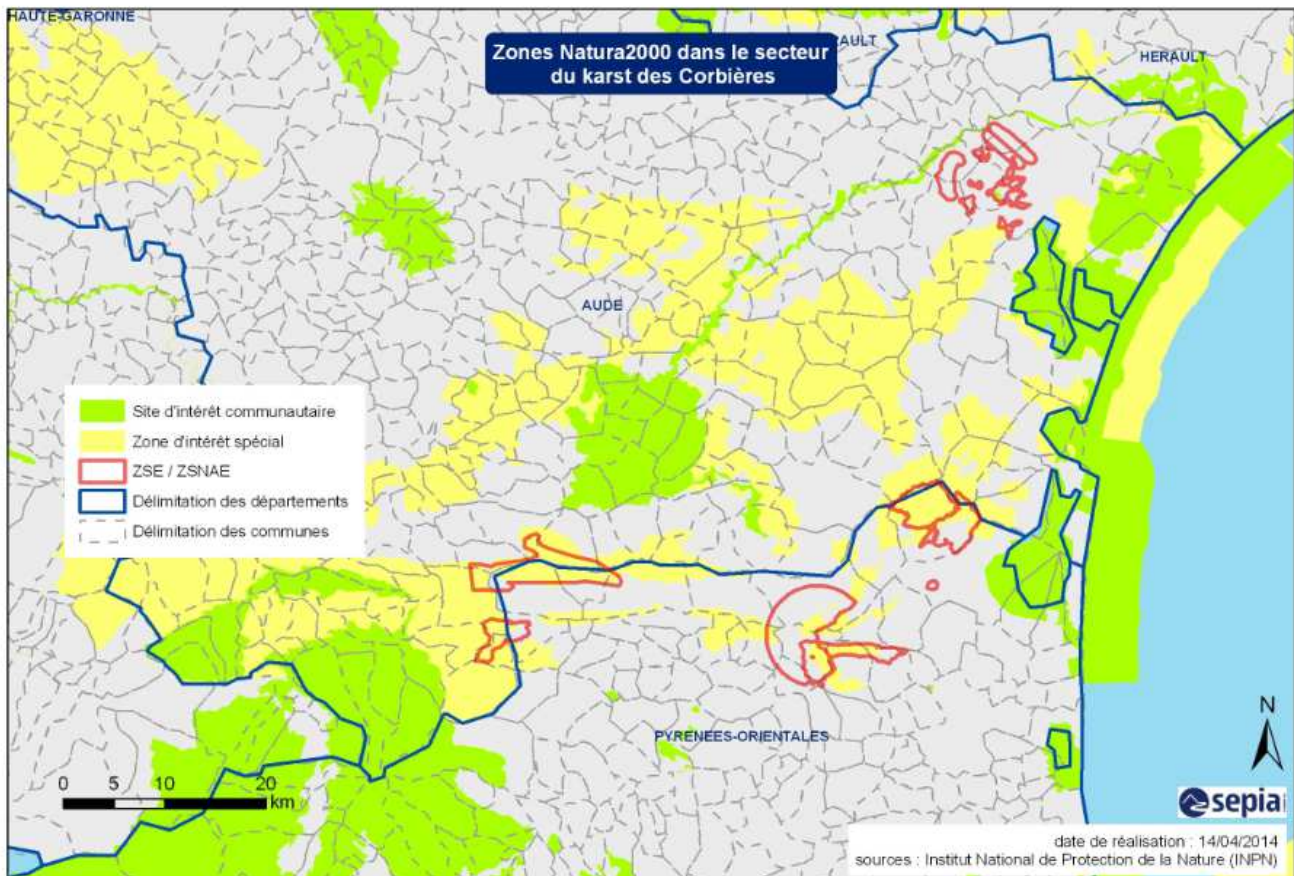 HAUTE-GARONNE
Zones Natura2000 dans le secteur
du karst des Corbières
AULT
HERAULT
AUDE
Site d'intérêt communautaire
Zone d'intérêt spécial
ZSE / ZSNAE
Délimitation des départements
Délimitation des communes
PYRENEES-ORIENTALES
N
0 5 10 20
km
sepia
date de réalisation : 14/04/2014
sources : Institut National de Protection de la Nature (INPN)